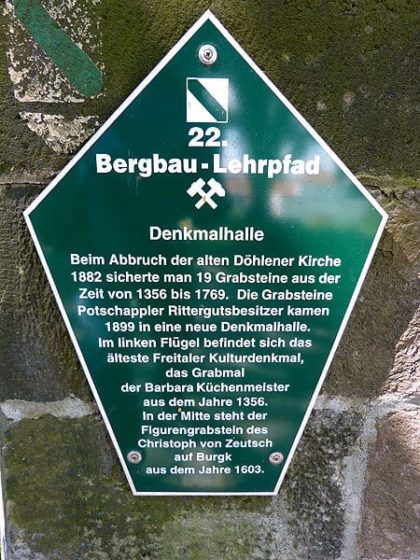 22.
Bergbau-Lehrpfad
Denkmalhalle
Beim Abbruch der alten Döhlener Kirche
1882 sicherte man 19 Grabsteine aus der
Zeit von 1356 bis 1769. Die Grabsteine
Potschappler Rittergutsbesitzer kamen
1899 in eine neue Denkmalhalle.
Im linken Flügel befindet sich das
älteste Freitaler Kulturdenkmal,
das Grabmal
der Barbara Küchenmeister
aus dem Jahre 1356.
In der Mitte steht der
Figurengrabstein des
Christoph von Zeutsch
auf Burgk
aus dem Jahre 1603.